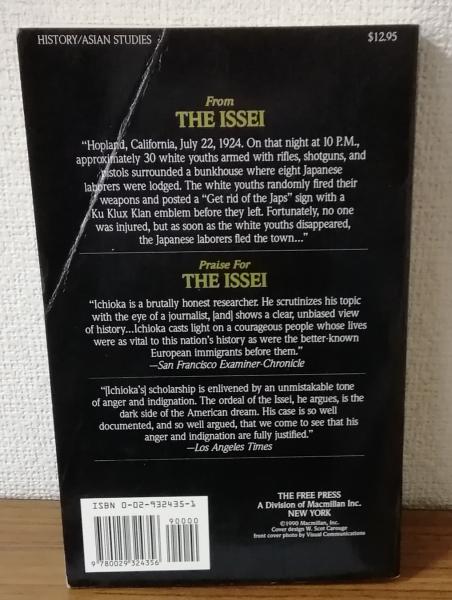 HISTORY/ASIAN STUDIES
$12.95
From
THE ISSEI
“Hopland, California, July 22, 1924. On that night at 10 P.M.,
approximately 30 white youths armed with rifles, shotguns, and
pistols surrounded a bunkhouse where eight Japanese
laborers were lodged. The white youths randomly fired their
weapons and posted a “Get rid of the Japs” sign with a
Ku Klux Klan emblem before they left. Fortunately, no one
was injured, but as soon as the white youths disappeared,
the Japanese laborers fled the town...”
Praise For
THE ISSEI
“Ichioka is a brutally honest researcher. He scrutinizes his topic
with the eye of a journalist, [and] shows a clear, unbiased view
of history...Ichioka casts light on a courageous people whose lives
were as vital to this nation's history as were the better-known
European immigrants before them.”
—San Francisco Examiner-Chronicle
“[Ichioka's] scholarship is enlivened by an unmistakable tone
of anger and indignation. The ordeal of the Issei, he argues, is the
dark side of the American dream. His case is so well
documented, and so well argued, that we come to see that his
anger and indignation are fully justified.”
—Los Angeles Times
ISBN 0-02-932435-1
90000
9 780029 324356
THE FREE PRESS
A Division of Macmillan Inc.
NEW YORK
©1990 Macmillan, Inc.
Cover design W. Scot Carouge
front cover photo by Visual Communications